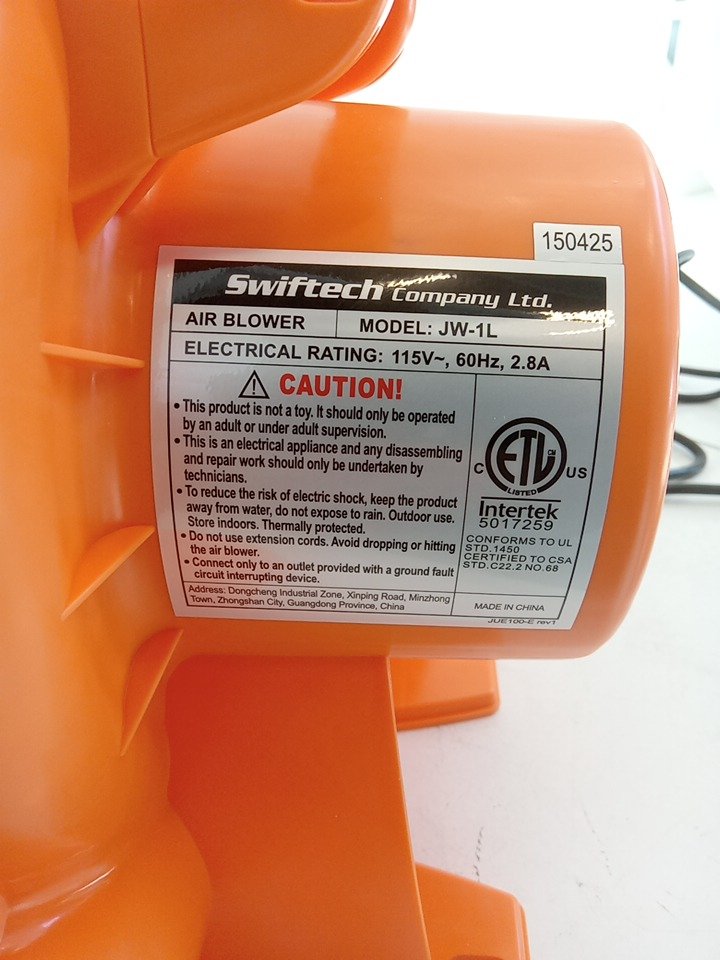 150425
Swiftech Company Ltd.
AIR BLOWER
MODEL: JW-1L
ELECTRICAL RATING: 115V~, 60Hz, 2.8A
CAUTION!
• This product is not a toy. It should only be operated
by an adult or under adult supervision.
• This is an electrical appliance and any disassembling
and repair work should only be undertaken by
technicians.
• To reduce the risk of electric shock, keep the product
away from water, do not expose to rain. Outdoor use.
Store indoors. Thermally protected.
• Do not use extension cords. Avoid dropping or hitting
the air blower.
• Connect only to an outlet provided with a ground fault
circuit interrupting device.
Address: Dongcheng Industrial Zone, Xinping Road, Minzhong
Town, Zhongshan City, Guangdong Province, China
ETL CM
C US
LISTED
Intertek
5017259
CONFORMS TO UL
STD.1450
CERTIFIED TO CSA
STD.C22.2 NO.68
MADE IN CHINA
JUE100-E rev1